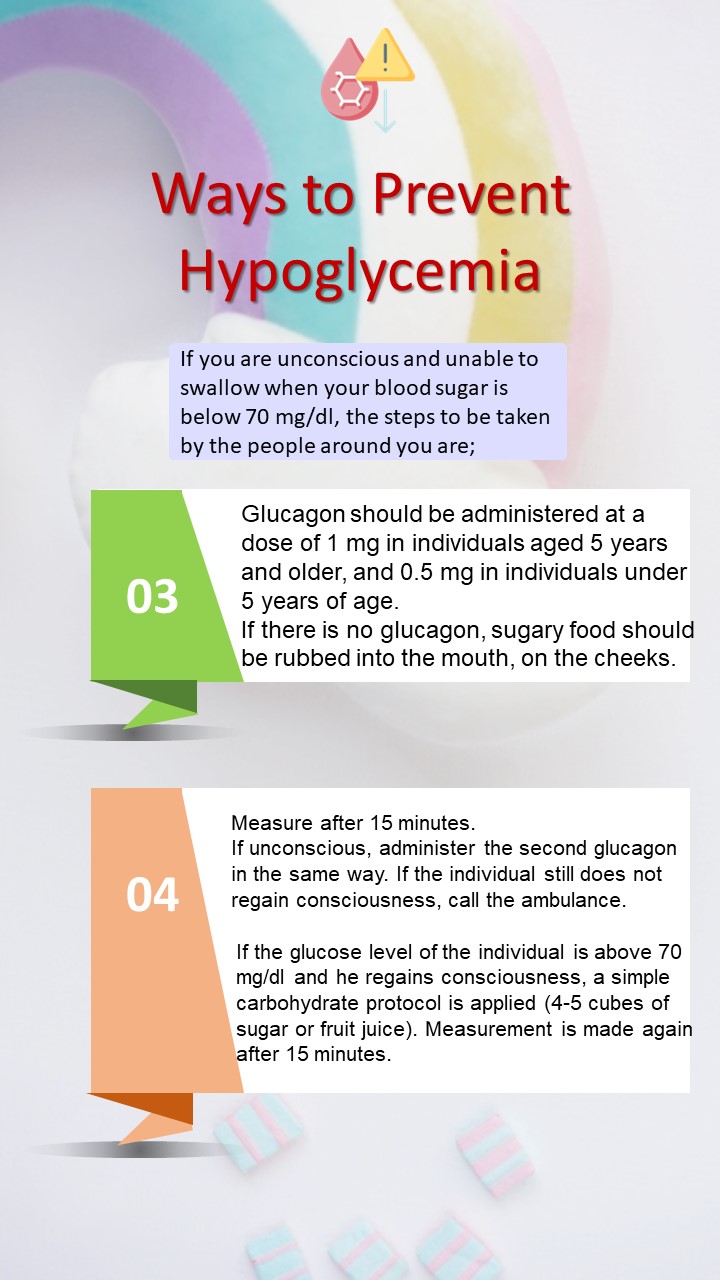 !
Ways to Prevent
Hypoglycemia
If you are unconscious and unable to
swallow when your blood sugar is
below 70 mg/dl, the steps to be taken
by the people around you are;
03
Glucagon should be administered at a
dose of 1 mg in individuals aged 5 years
and older, and 0.5 mg in individuals under
5 years of age.
If there is no glucagon, sugary food should
be rubbed into the mouth, on the cheeks.
04
Measure after 15 minutes.
If unconscious, administer the second glucagon
in the same way. If the individual still does not
regain consciousness, call the ambulance.
If the glucose level of the individual is above 70
mg/dl and he regains consciousness, a simple
carbohydrate protocol is applied (4-5 cubes of
sugar or fruit juice). Measurement is made again
after 15 minutes.